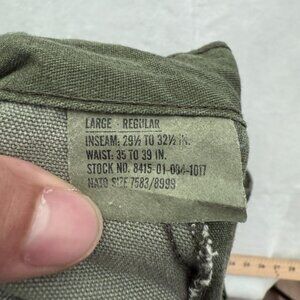 LARGE - REGULAR
INSEAM: 29½ TO 32½ IN.
WAIST: 35 TO 39 IN.
STOCK NO. 8415-01-084-1017
NATO SIZE 7583/8999